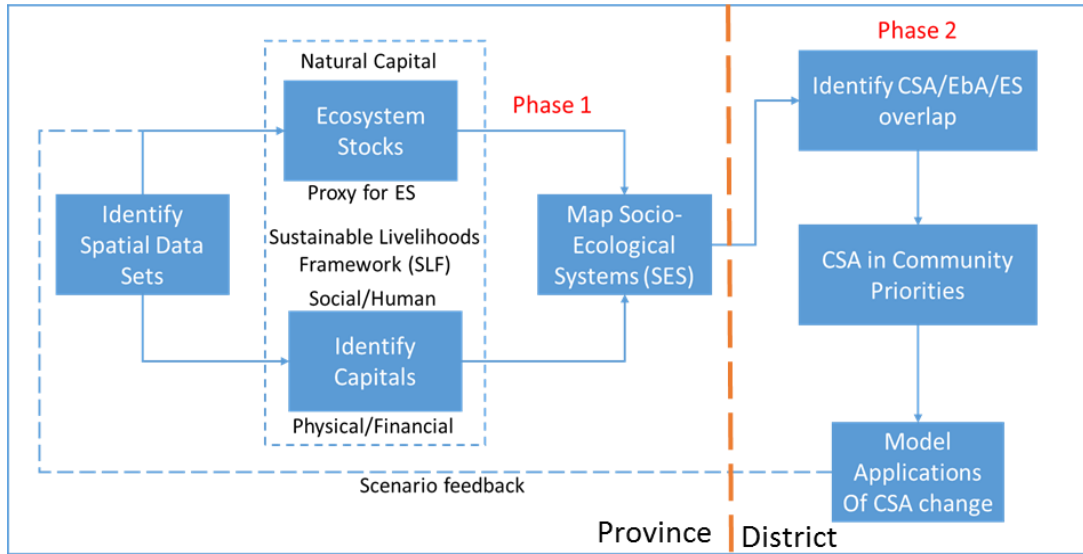 Phase 2
Natural Capital
Ecosystem
Stocks
Proxy for ES
Phase 1
Identify CSA/EbA/ES
overlap
Identify
Spatial Data
Sets
Sustainable Livelihoods
Framework (SLF)
Map Socio-
Ecological
Systems (SES)
CSA in Community
Priorities
Social/Human
Identify
Capitals
Physical/Financial
Model
Applications
Of CSA change
Scenario feedback
Province
District